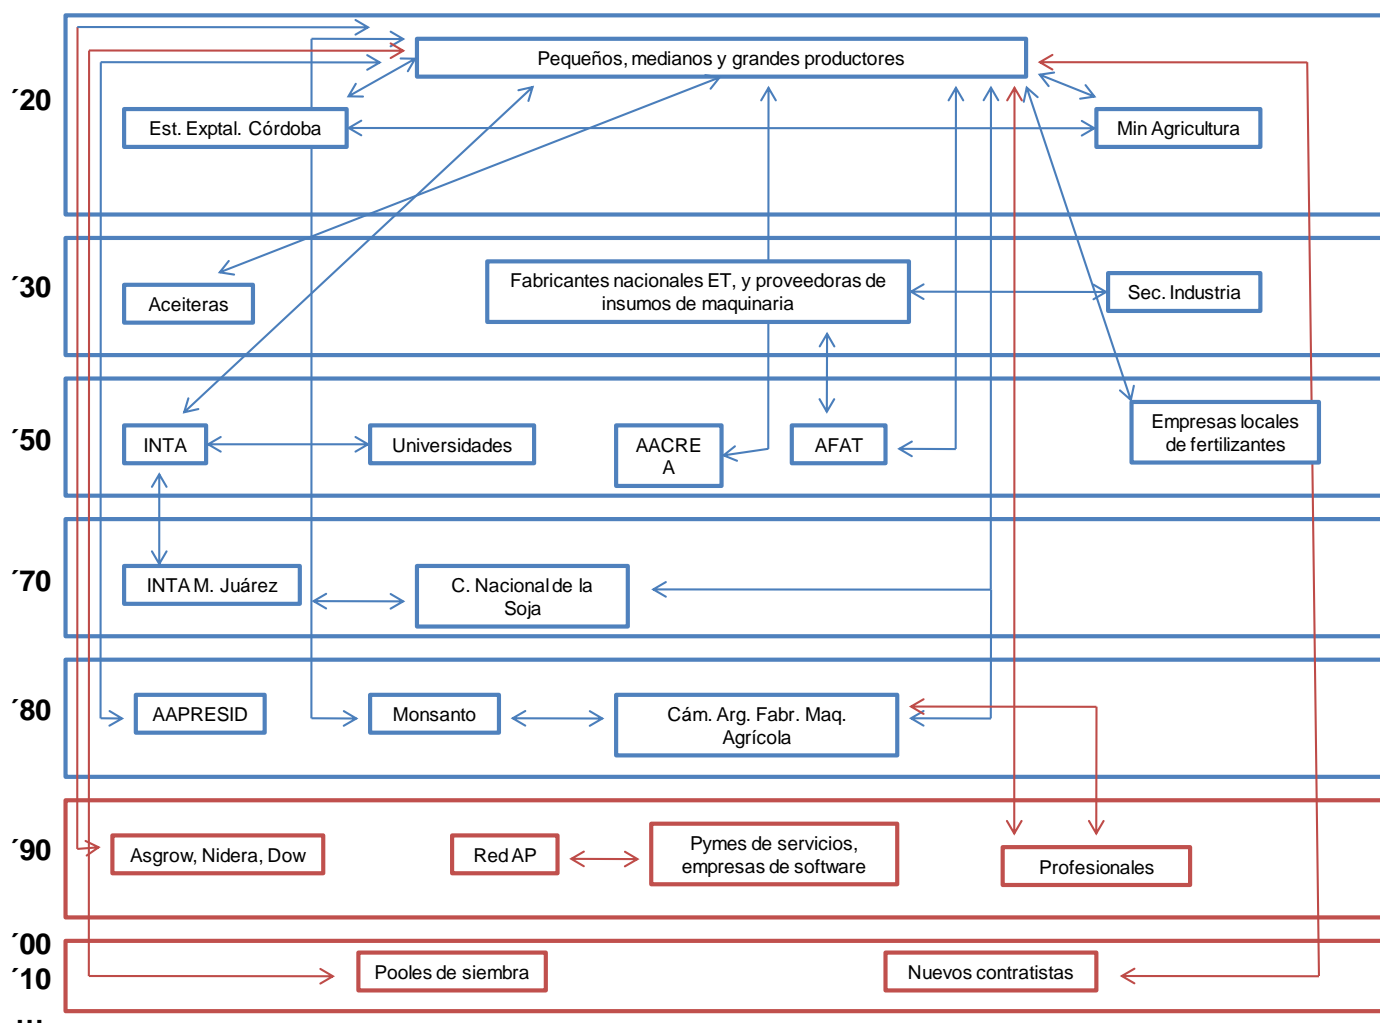 Pequeños, medianos y grandes productores
´20
Est. Exptal. Córdoba
Min Agricultura
´30
Aceiteras
Fabricantes nacionales ET, y proveedoras de
insumos de maquinaria
Sec. Industria
´50
INTA
Universidades
AACRE
A
AFAT
Empresas locales
de fertilizantes
´70
INTA M. Juárez
C. Nacional de la
Soja
´80
AAPRESID
Monsanto
Cám. Arg. Fabr. Maq.
Agrícola
´90
Asgrow, Nidera, Dow
Red AP
Pymes de servicios,
empresas de software
Profesionales
´00
´10
...
Pooles de siembra
Nuevos contratistas